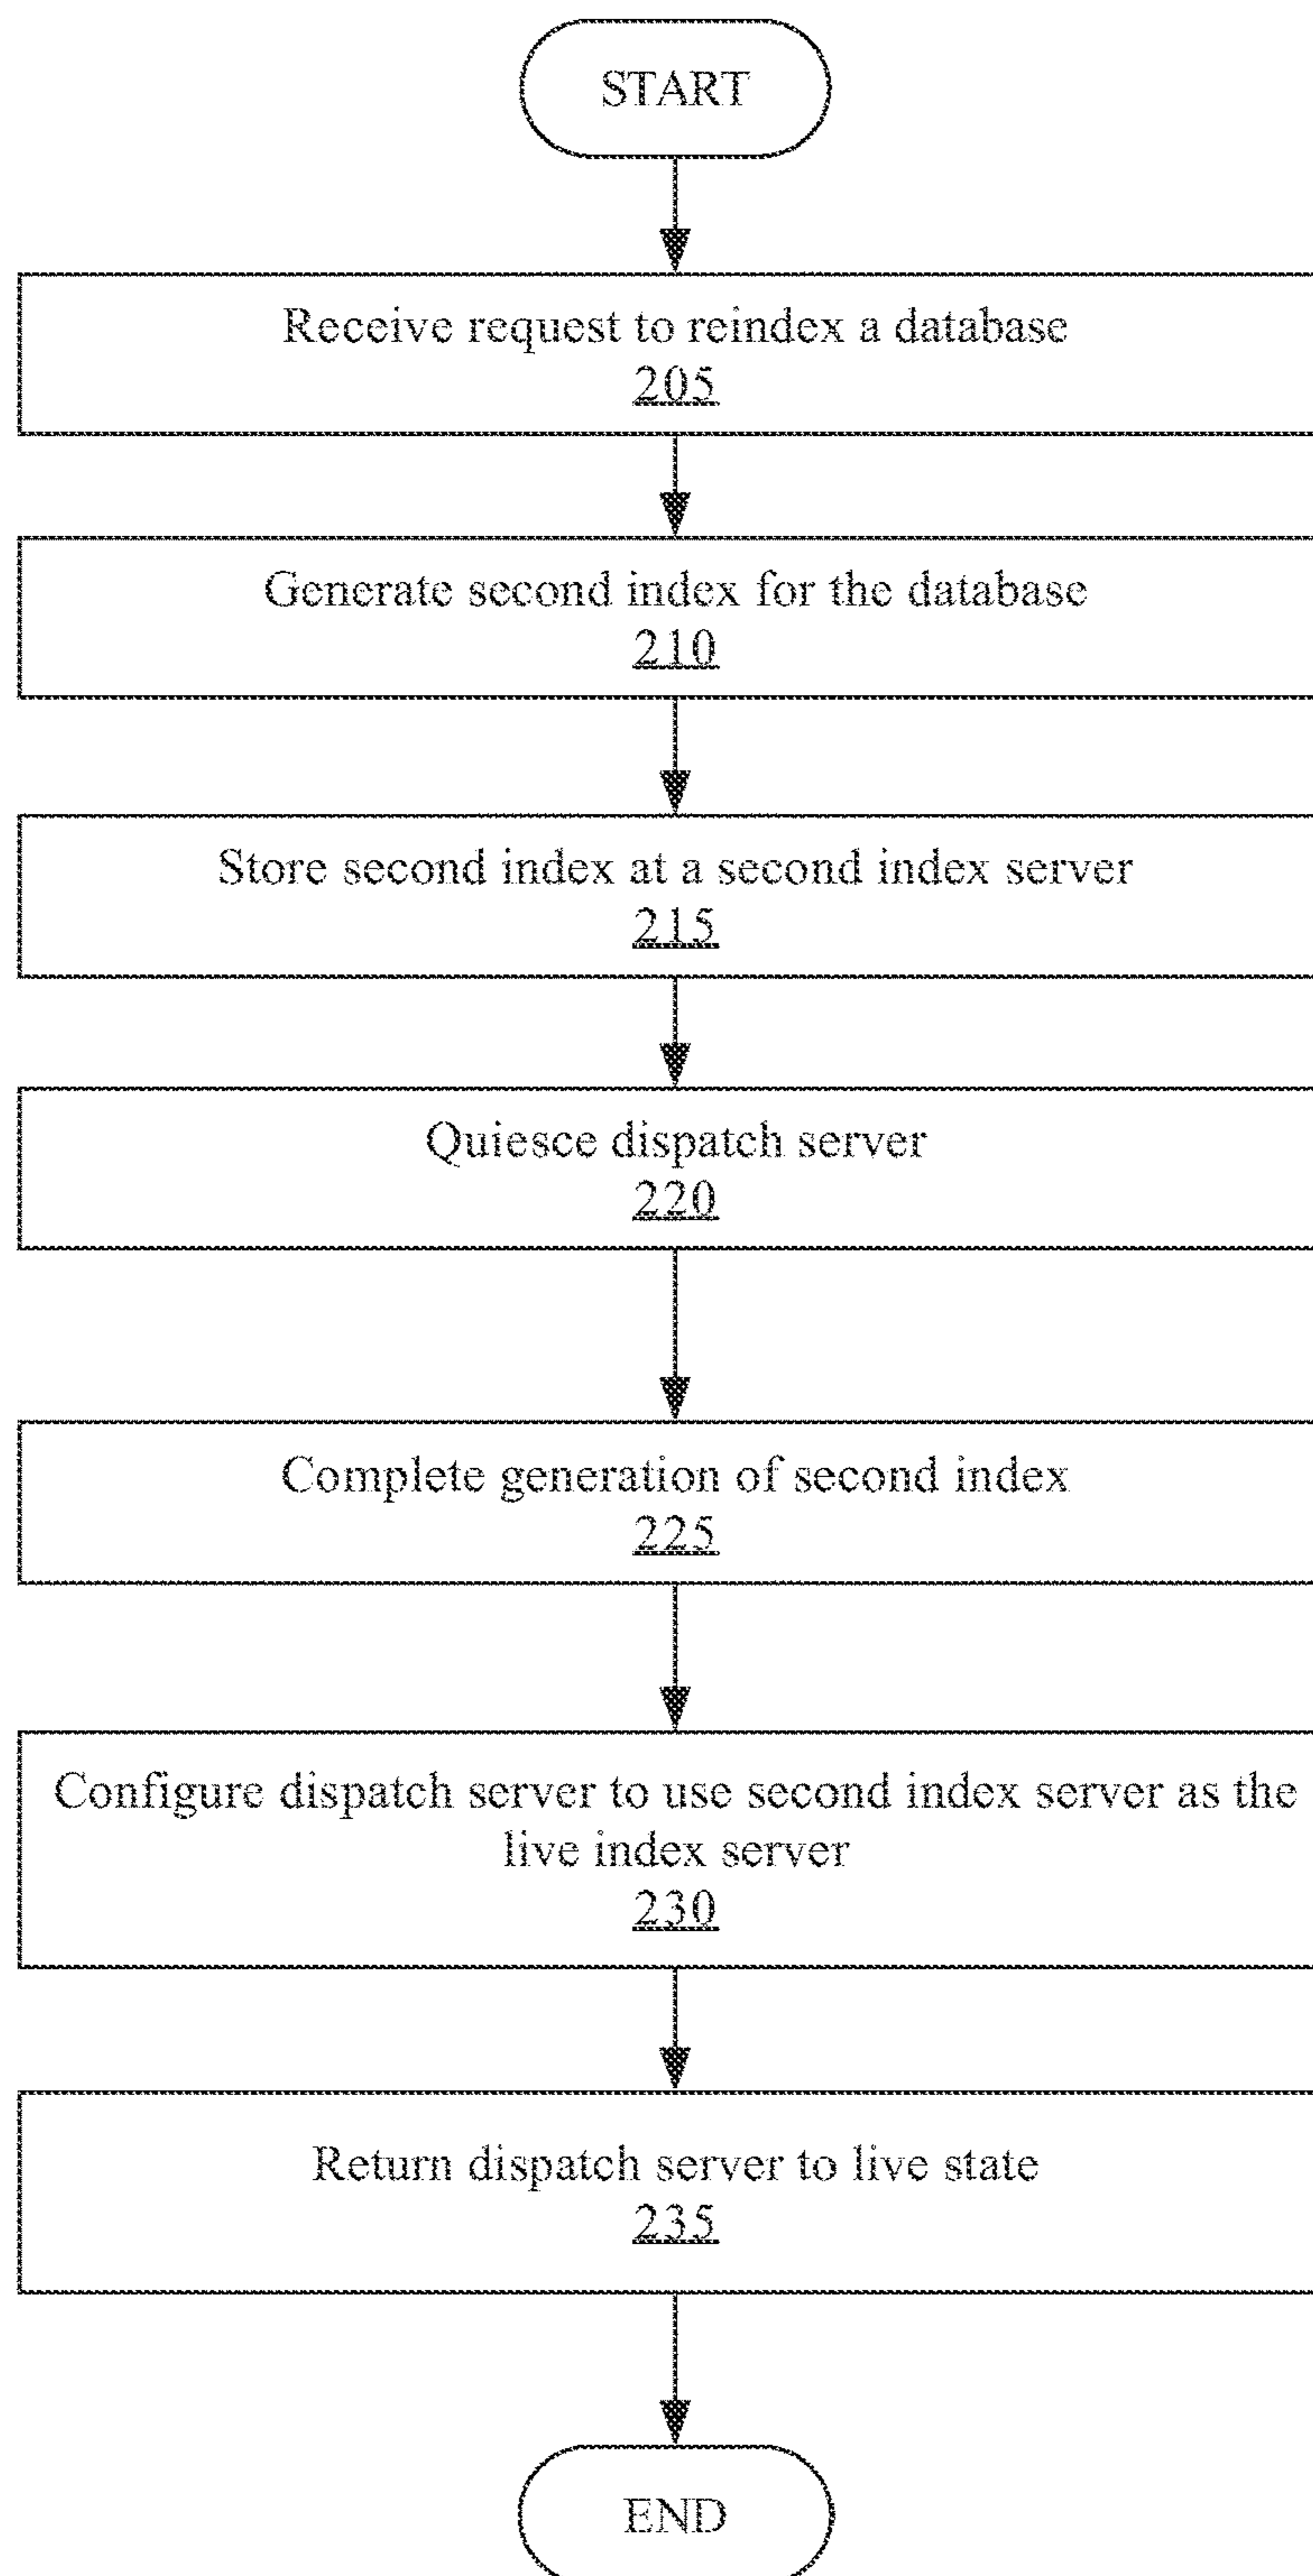 START
Receive request to reindex a database
205
Generate second index for the database
210
Store second index at a second index server
215
Quiesce dispatch server
220
Complete generation of second index
225
Configure dispatch server to use second index server as the
live index server
230
Return dispatch server to live state
235
END